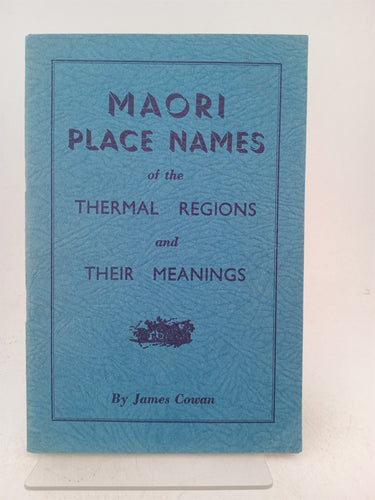 MAORI
PLACE NAMES
of the
THERMAL REGIONS
and
THEIR MEANINGS
By James Cowan